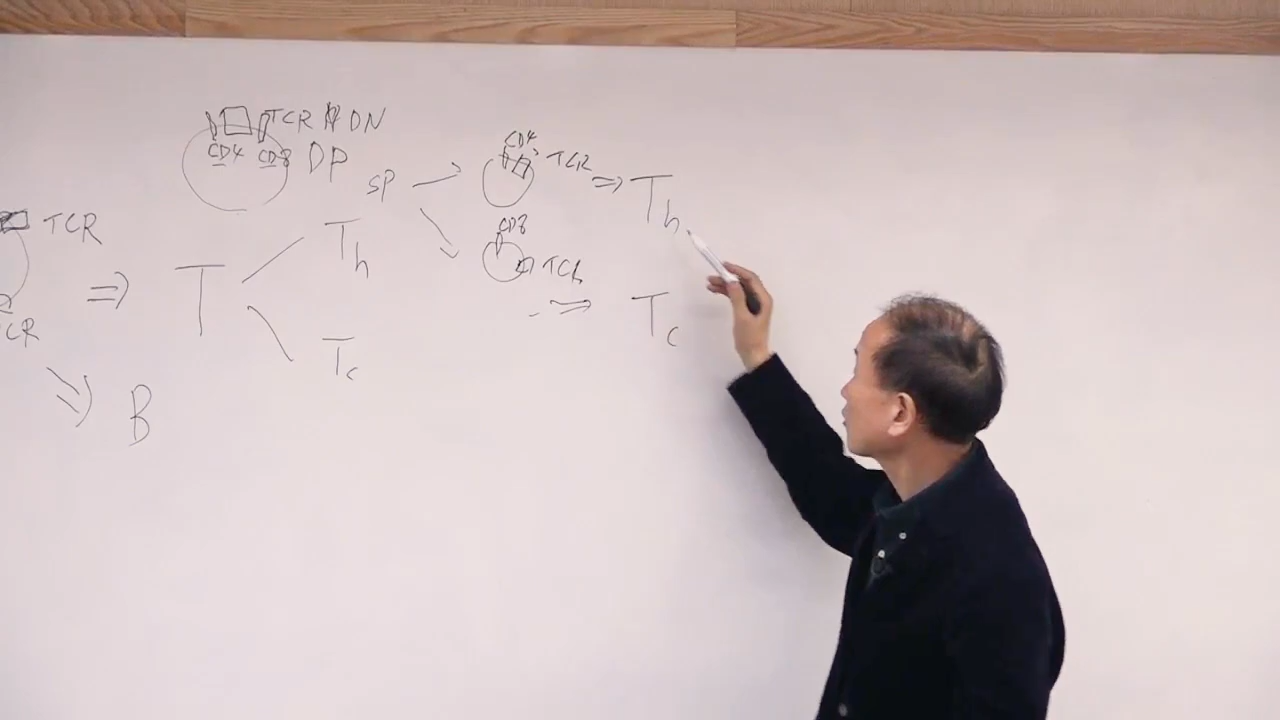 TCR DN
CD4 CD8 DP
SP
CD4
TCR
⇒ Th
CD8
TCR
⇒ Tc
TCR
⇒ T
Th
Tc
CR
B